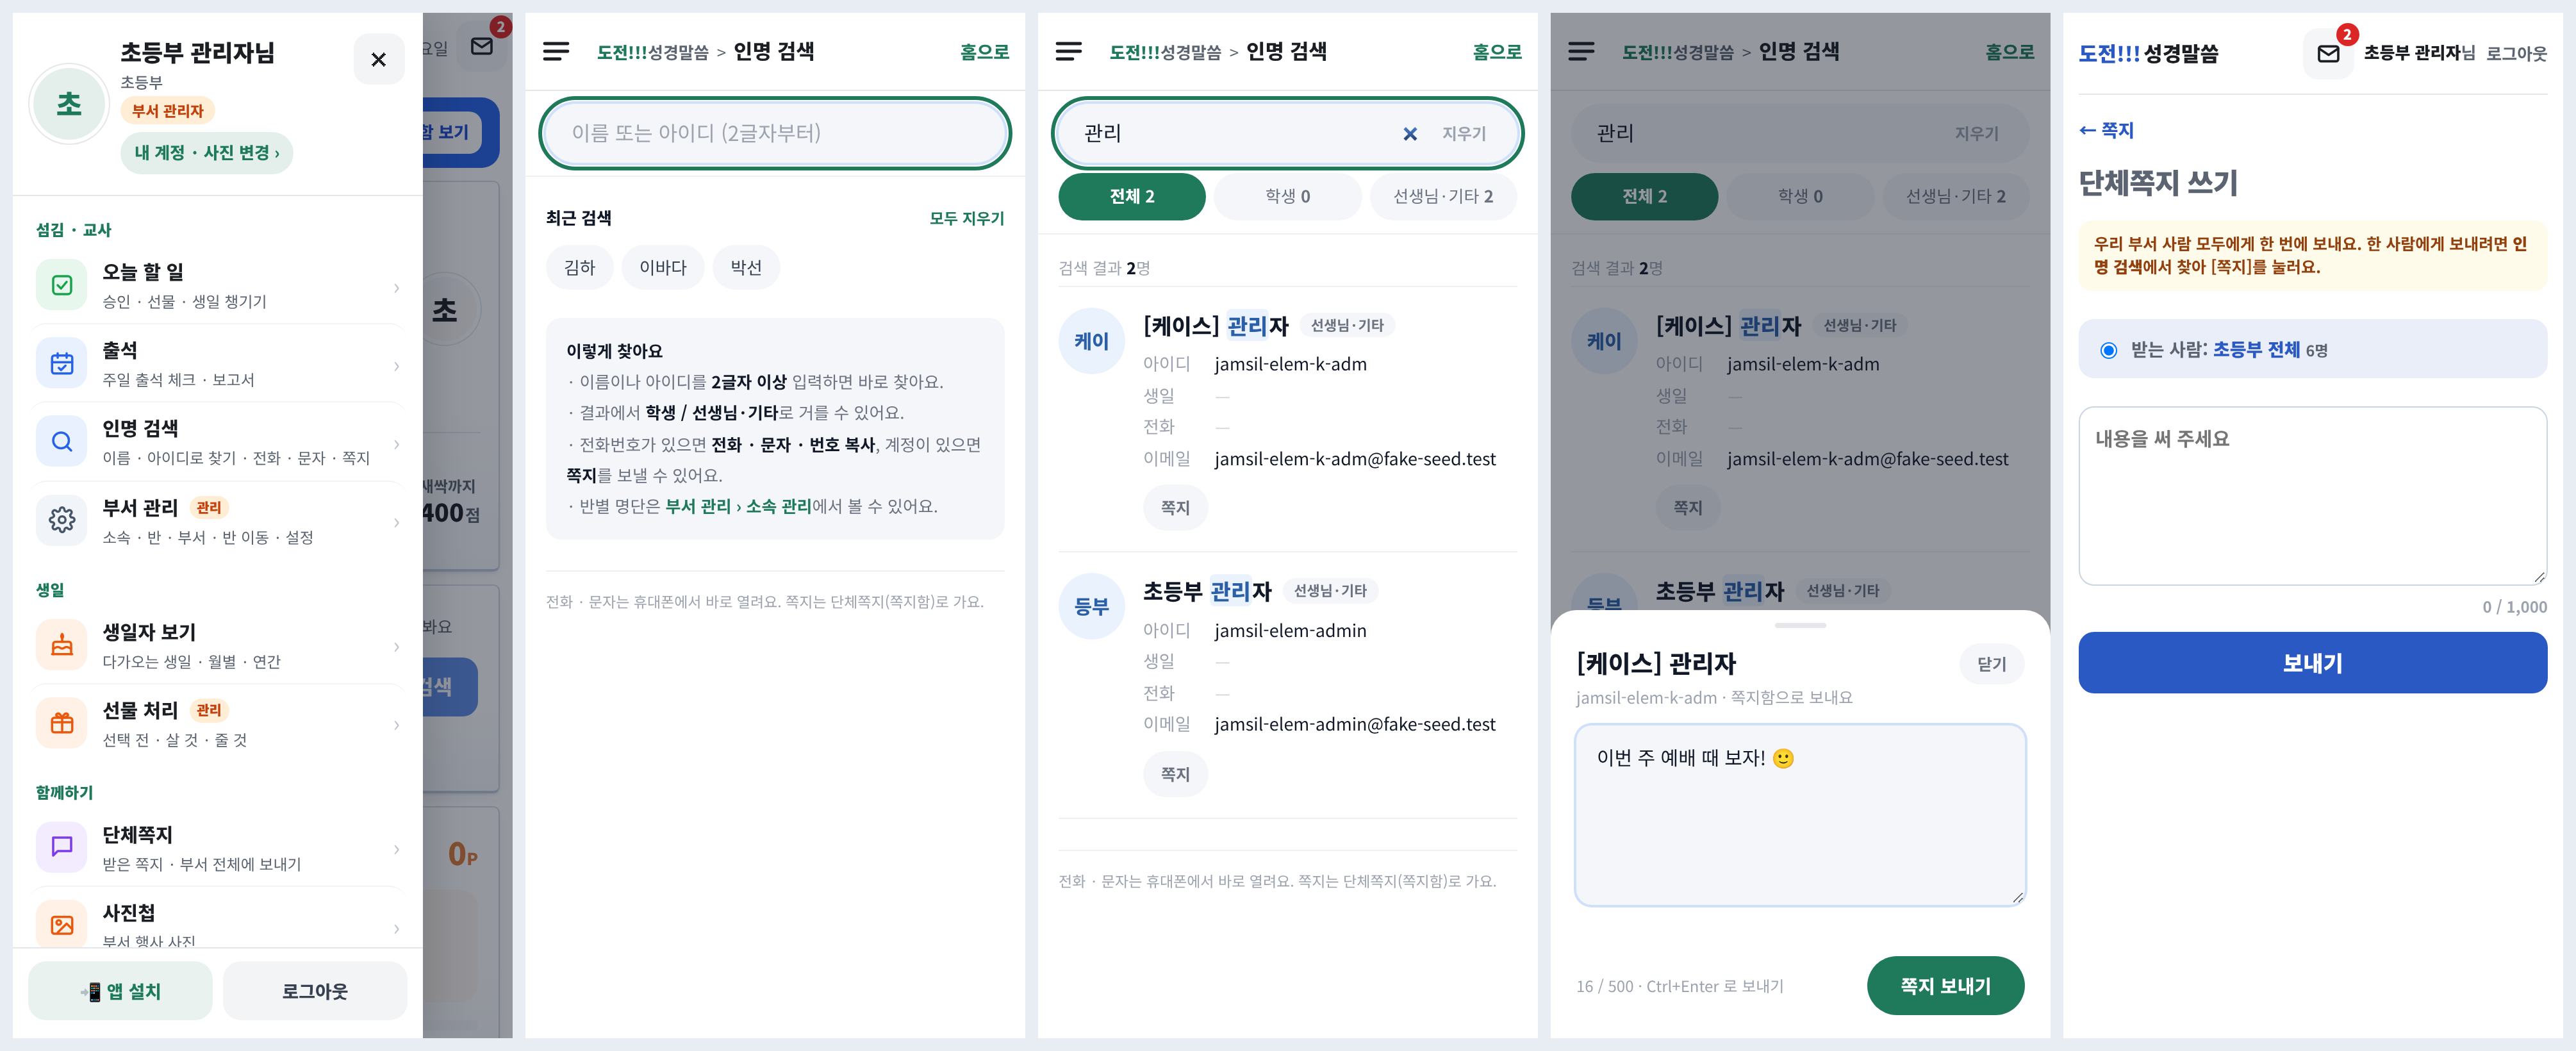 초등부 관리자님
초
초등부
부서 관리자
내 계정 · 사진 변경 ›
섬김 · 교사
오늘 할 일
승인 · 선물 · 생일 챙기기
출석
주일 출석 체크 · 보고서
인명 검색
이름 · 아이디로 찾기 · 전화 · 문자 · 쪽지
부서 관리 관리
소속 · 반 · 부서 · 반 이동 · 설정
생일
생일자 보기
다가오는 생일 · 월별 · 연간
선물 처리 관리
선택 전 · 살 것 · 줄 것
함께하기
단체쪽지
받은 쪽지 · 부서 전체에 보내기
사진첩
부서 행사 사진
📲 앱 설치
로그아웃
요일
2
함 보기
초
새싹까지
400점
봐요
검색
0P
도전!!!성경말씀 > 인명 검색 홈으로
이름 또는 아이디 (2글자부터)
최근 검색 모두 지우기
김하 이바다 박선
이렇게 찾아요
· 이름이나 아이디를 2글자 이상 입력하면 바로 찾아요.
· 결과에서 학생 / 선생님·기타로 거를 수 있어요.
· 전화번호가 있으면 전화 · 문자 · 번호 복사, 계정이 있으면
쪽지를 보낼 수 있어요.
· 반별 명단은 부서 관리 › 소속 관리에서 볼 수 있어요.
전화 · 문자는 휴대폰에서 바로 열려요. 쪽지는 단체쪽지(쪽지함)로 가요.
도전!!!성경말씀 > 인명 검색 홈으로
관리 × 지우기
전체 2 학생 0 선생님·기타 2
검색 결과 2명
케이
[케이스] 관리자 선생님·기타
아이디 jamsil-elem-k-adm
생일 —
전화 —
이메일 jamsil-elem-k-adm@fake-seed.test
쪽지
등부
초등부 관리자 선생님·기타
아이디 jamsil-elem-admin
생일 —
전화 —
이메일 jamsil-elem-admin@fake-seed.test
쪽지
전화 · 문자는 휴대폰에서 바로 열려요. 쪽지는 단체쪽지(쪽지함)로 가요.
도전!!!성경말씀 > 인명 검색 홈으로
관리 지우기
전체 2 학생 0 선생님·기타 2
검색 결과 2명
케이
[케이스] 관리자 선생님·기타
아이디 jamsil-elem-k-adm
생일 —
전화 —
이메일 jamsil-elem-k-adm@fake-seed.test
쪽지
등부
초등부 관리자 선생님·기타
[케이스] 관리자 닫기
jamsil-elem-k-adm · 쪽지함으로 보내요
이번 주 예배 때 보자! 🙂
16 / 500 · Ctrl+Enter 로 보내기
쪽지 보내기
도전!!! 성경말씀 2 초등부 관리자님 로그아웃
← 쪽지
단체쪽지 쓰기
우리 부서 사람 모두에게 한 번에 보내요. 한 사람에게 보내려면 인
명 검색에서 찾아 [쪽지]를 눌러요.
받는 사람: 초등부 전체 6명
내용을 써 주세요
0 / 1,000
보내기